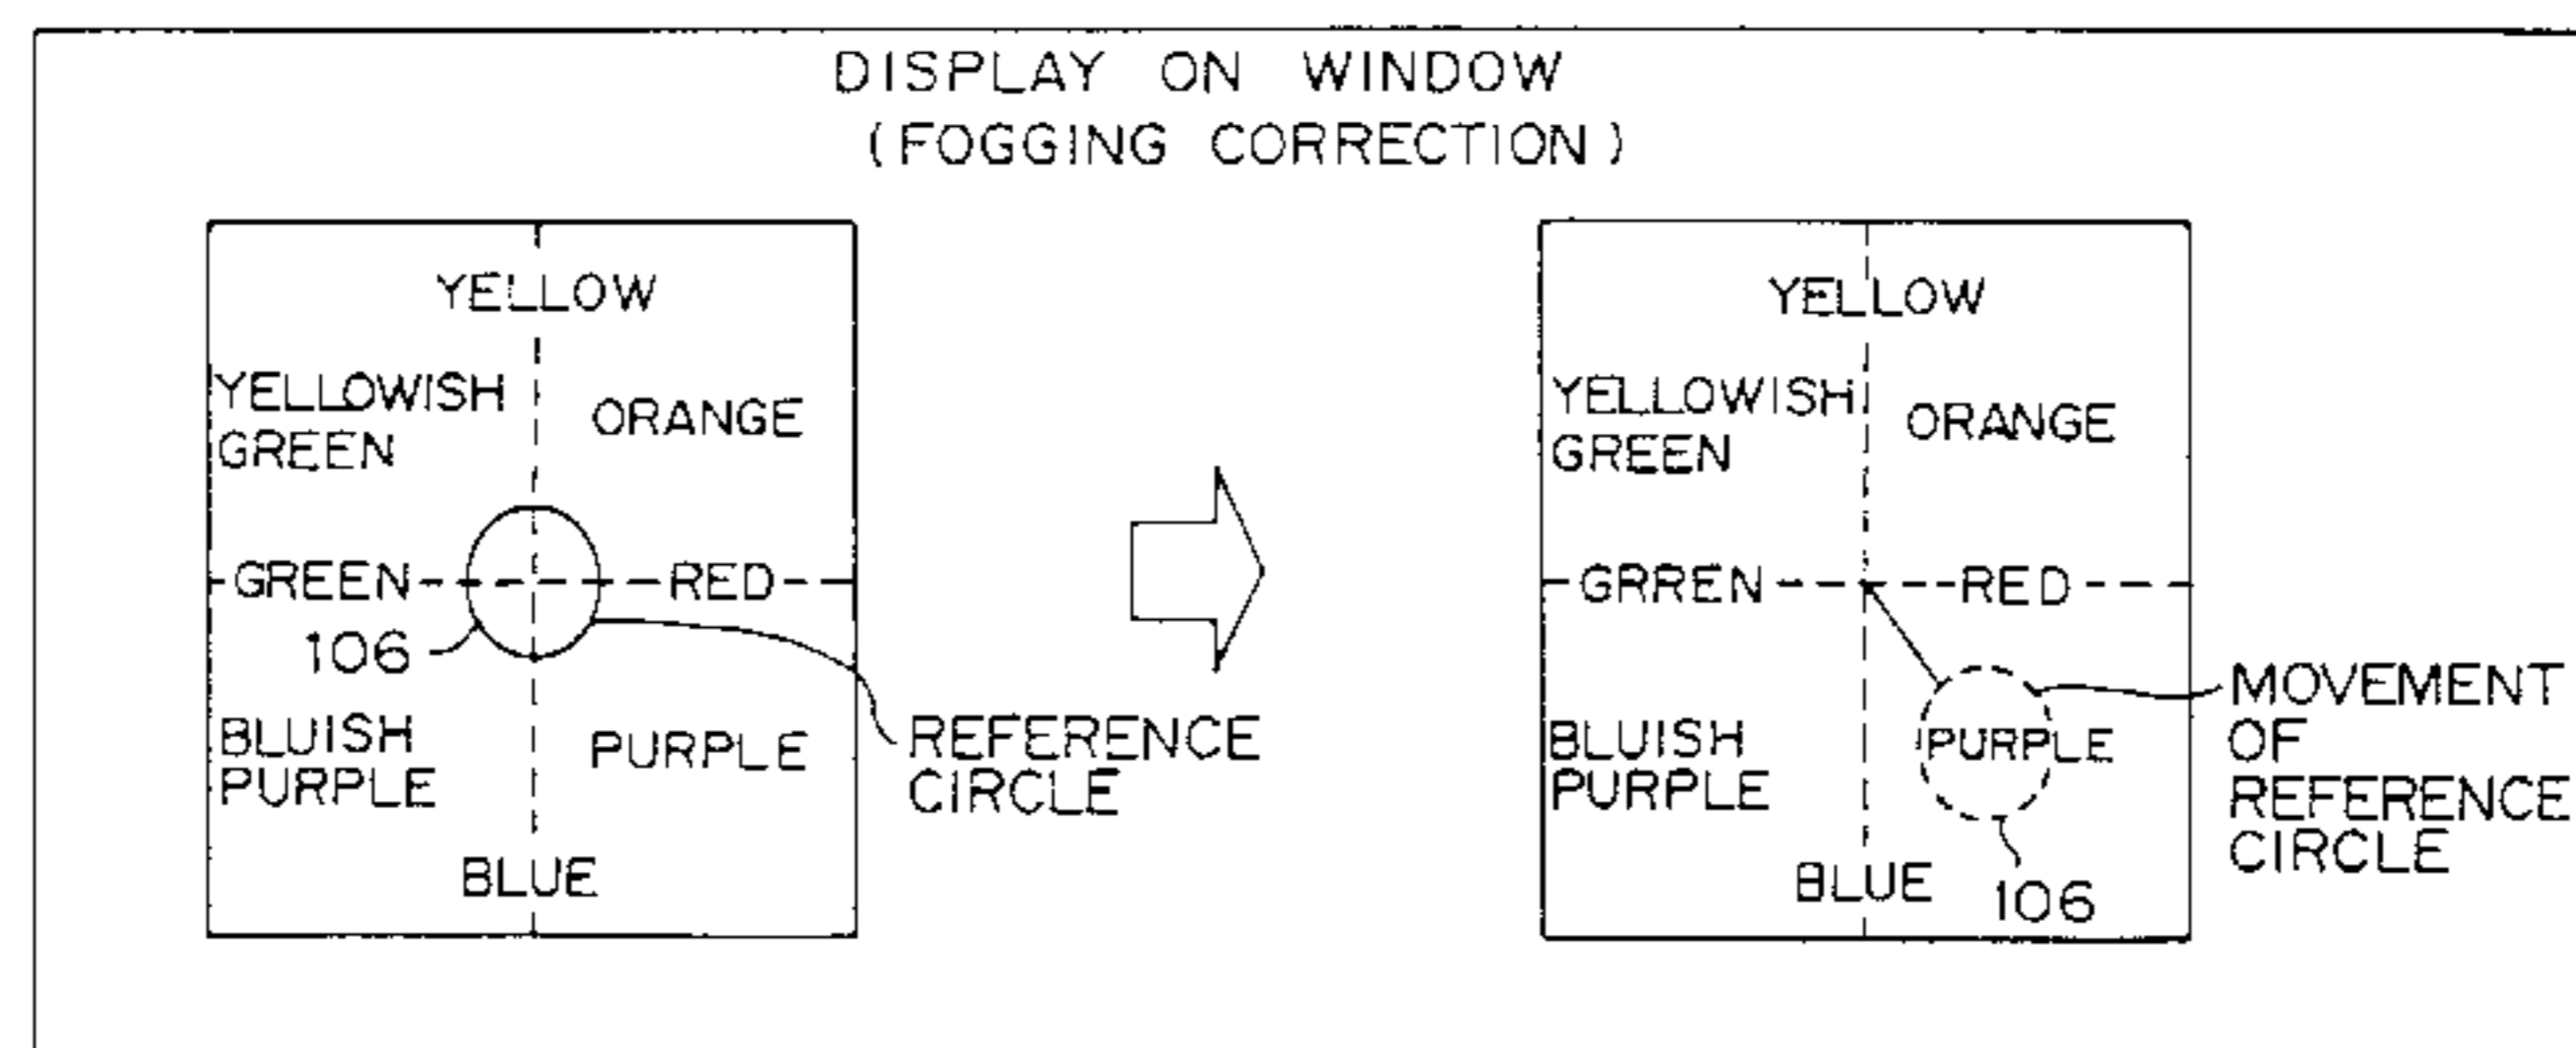 DISPLAY ON WINDOW
(FOGGING CORRECTION)
YELLOW
YELLOWISH
GREEN
ORANGE
GREEN
RED
106
BLUISH
PURPLE
PURPLE
BLUE
REFERENCE
CIRCLE
YELLOW
YELLOWISH
GREEN
ORANGE
GRREN
RED
BLUISH
PURPLE
PURPLE
BLUE
106
MOVEMENT
OF
REFERENCE
CIRCLE